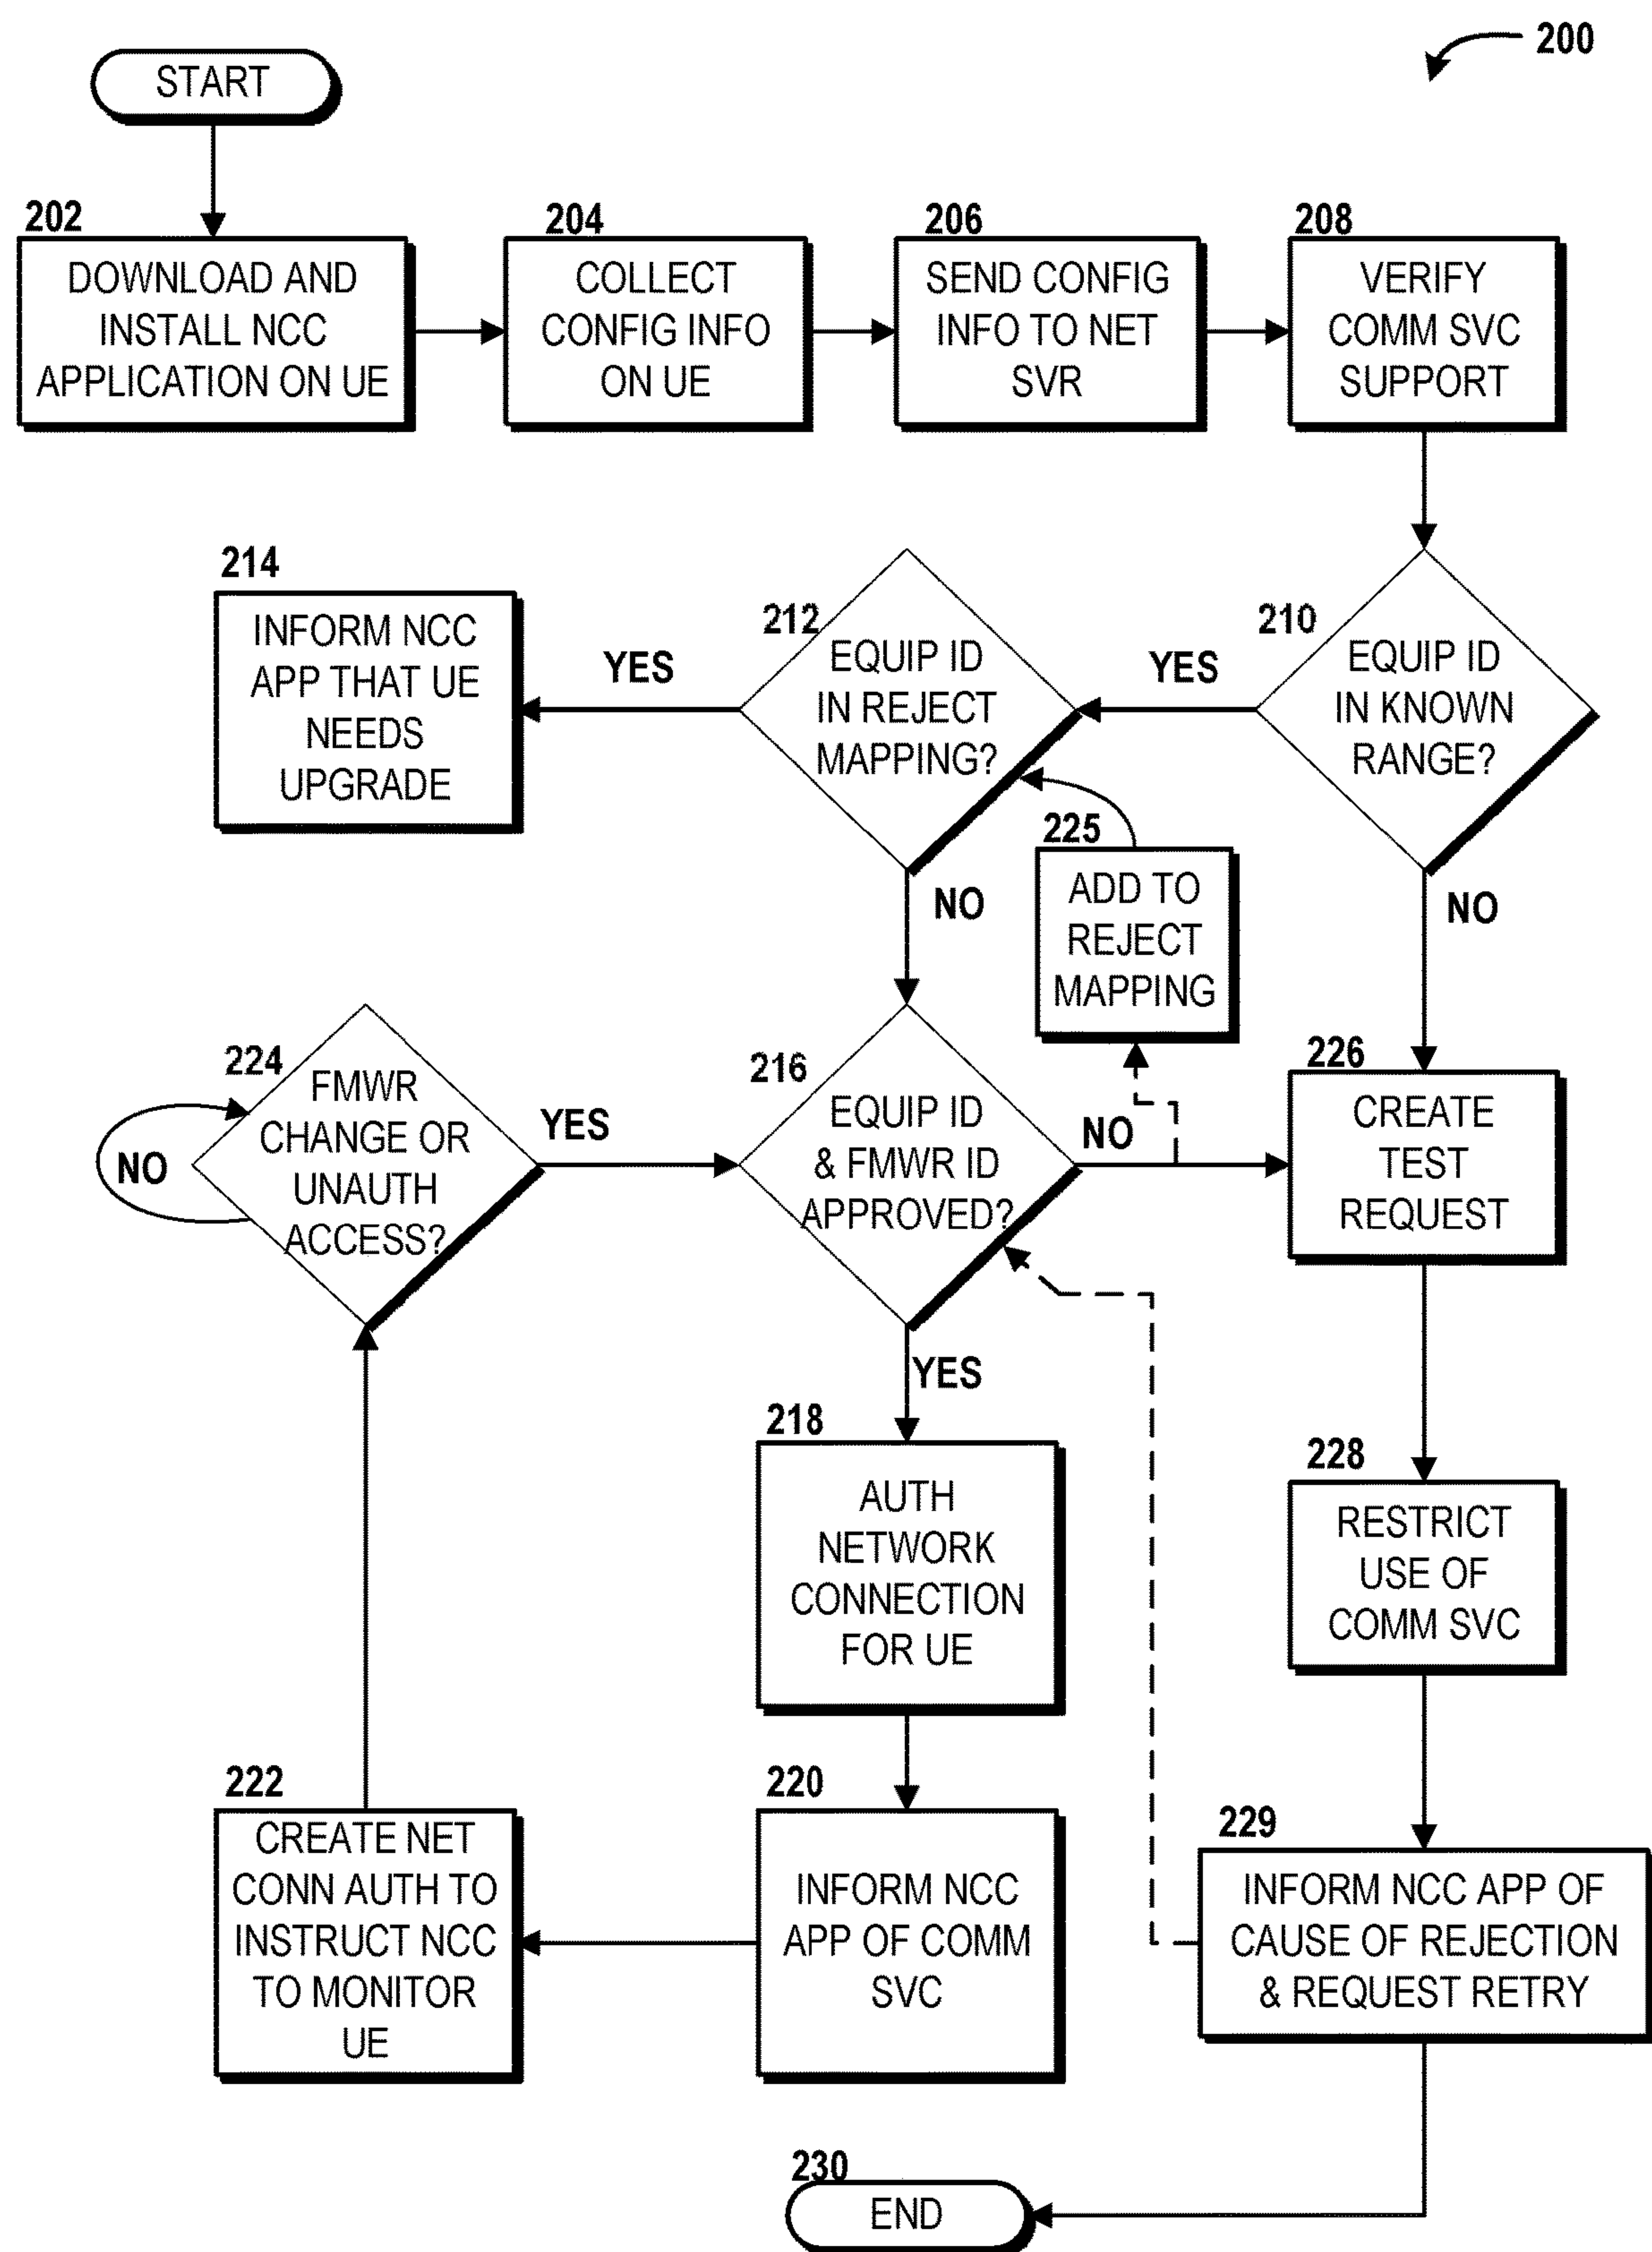 200
START
202
DOWNLOAD AND
INSTALL NCC
APPLICATION ON UE
204
COLLECT
CONFIG INFO
ON UE
206
SEND CONFIG
INFO TO NET
SVR
208
VERIFY
COMM SVC
SUPPORT
214
INFORM NCC
APP THAT UE
NEEDS
UPGRADE
YES
212
EQUIP ID
IN REJECT
MAPPING?
YES
210
EQUIP ID
IN KNOWN
RANGE?
NO
225
ADD TO
REJECT
MAPPING
NO
224
FMWR
CHANGE OR
UNAUTH
ACCESS?
NO
YES
216
EQUIP ID
& FMWR ID
APPROVED?
NO
226
CREATE
TEST
REQUEST
YES
218
AUTH
NETWORK
CONNECTION
FOR UE
228
RESTRICT
USE OF
COMM SVC
222
CREATE NET
CONN AUTH TO
INSTRUCT NCC
TO MONITOR
UE
220
INFORM NCC
APP OF COMM
SVC
229
INFORM NCC APP OF
CAUSE OF REJECTION
& REQUEST RETRY
230
END